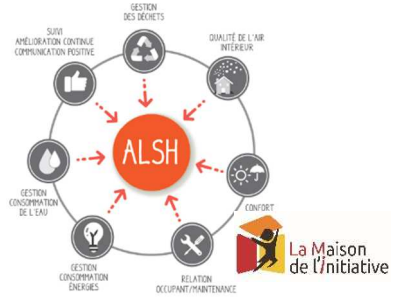 GESTION
DES DÉCHETS
SUIVI
AMÉLIORATION CONTINUE
COMMUNICATION POSITIVE
QUALITÉ DE L'AIR
INTÉRIEUR
ALSH
GESTION
CONSOMMATION
DE L'EAU
CONFORT
GESTION
CONSOMMATION
ÉNERGIES
RELATION
OCCUPANT/MAINTENANCE
La Maison
de l'initiative